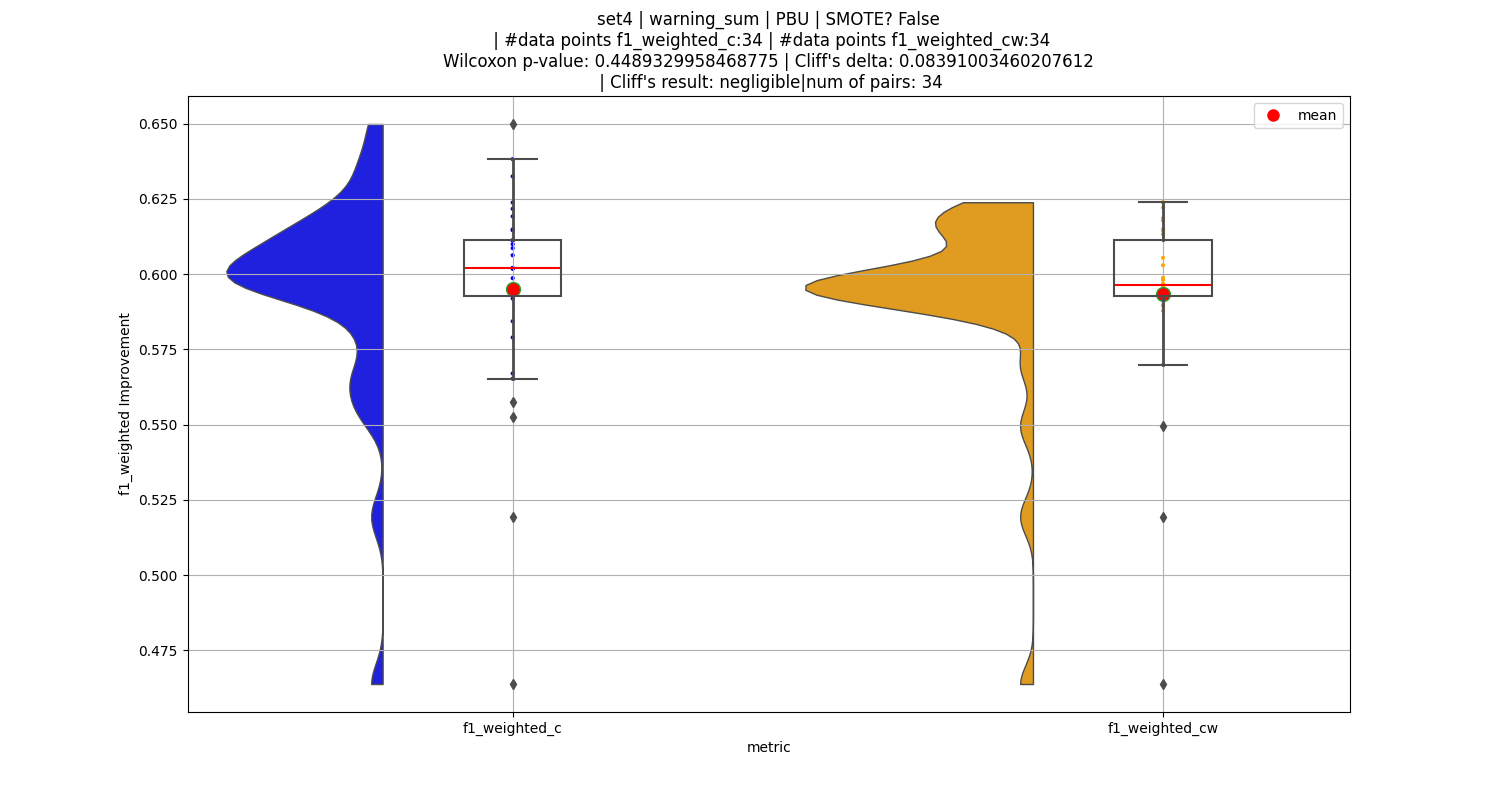 set4 | warning_sum | PBU | SMOTE? False
| #data points f1_weighted_c:34 | #data points f1_weighted_cw:34
Wilcoxon p-value: 0.4489329958468775 | Cliff's delta: 0.08391003460207612
| Cliff's result: negligible|num of pairs: 34
mean
0.650
0.625
0.600
0.575
0.550
0.525
0.500
0.475
f1_weighted Improvement
f1_weighted_c
f1_weighted_cw
metric